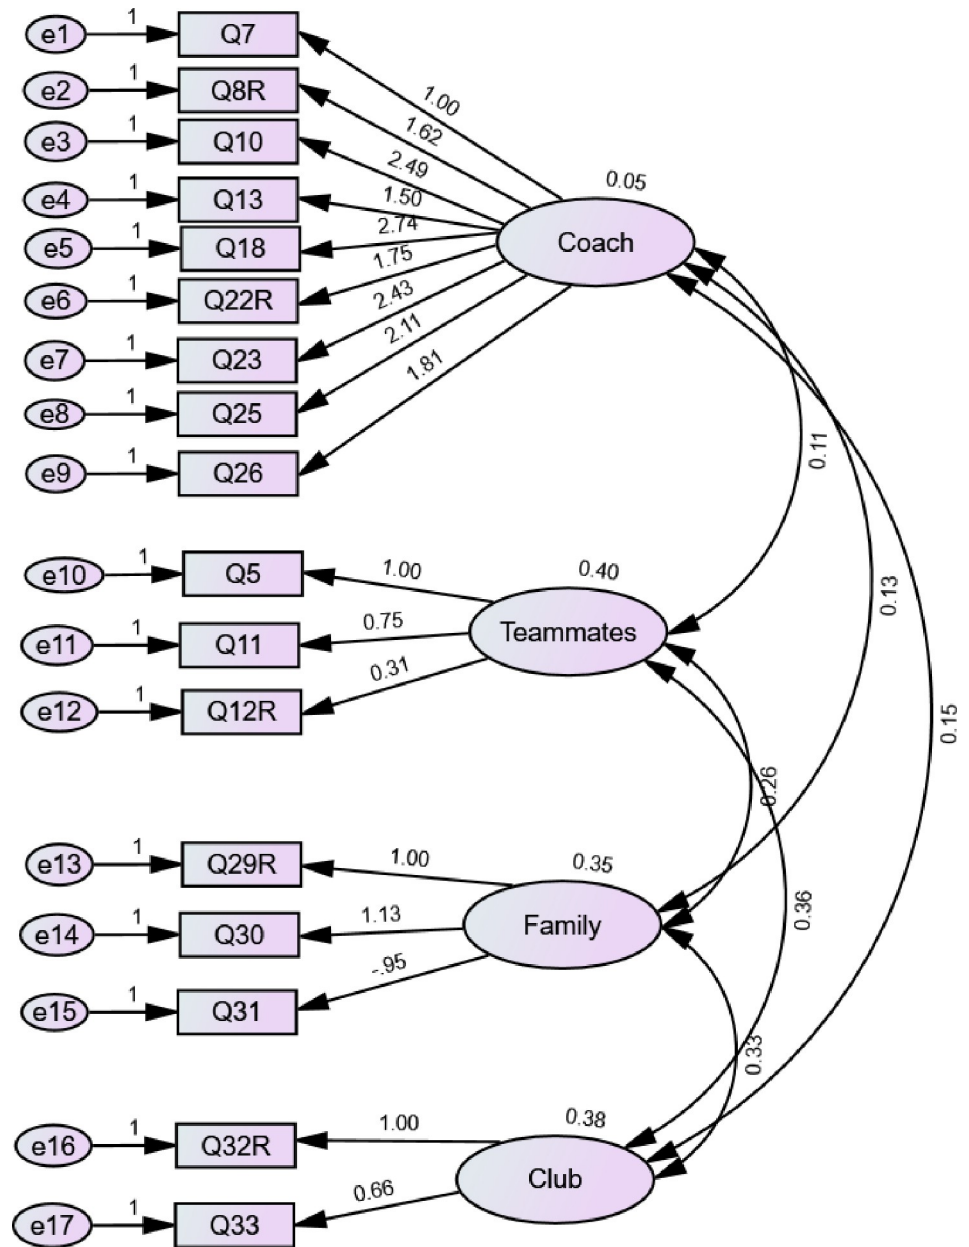 e1 1 Q7
1.00
e2 1 Q8R
1.62
e3 1 Q10
2.49
0.05
e4 1 Q13
1.50
Coach
e5 1 Q18
2.74
e6 1 Q22R
1.75
e7 1 Q23
2.43
e8 1 Q25
2.11
e9 1 Q26
1.81
0.11
e10 1 Q5
1.00
0.40
Teammates
0.13
e11 1 Q11
0.75
e12 1 Q12R
0.31
0.15
0.26
e13 1 Q29R
1.00
0.35
Family
0.36
e14 1 Q30
1.13
e15 1 Q31
-.95
0.33
e16 1 Q32R
1.00
0.38
Club
e17 1 Q33
0.66